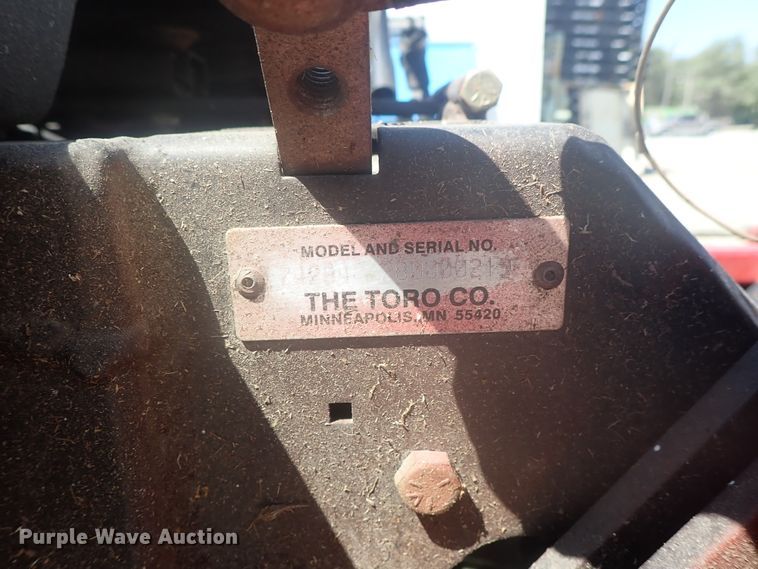 MODEL AND SERIAL NO.
THE TORO CO.
MINNEAPOLIS, MN 55420
Purple Wave Auction